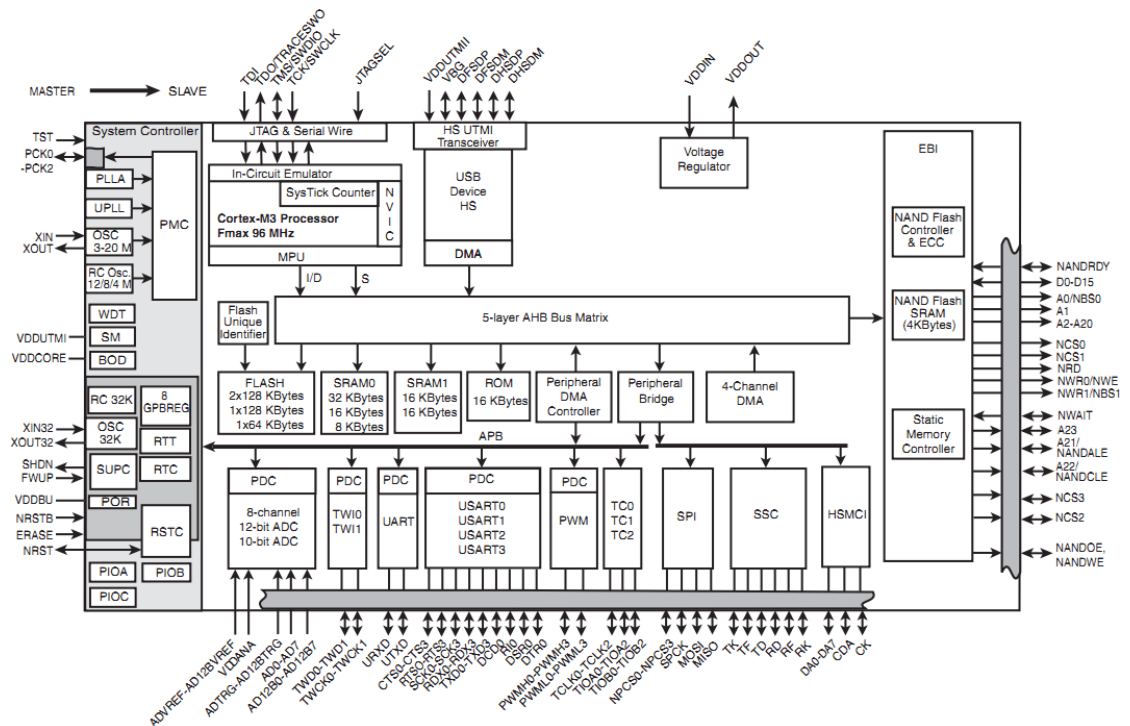 TDI
TDO/TRACESWO
TMS/SWDIO
TCK/SWCLK
JTAGSEL
VDDUTMII
VBG
DFSDP
DFSDM
DHSDP
DHSDM
VDDIN
VDDOUT
MASTER
SLAVE
System Controller
TST
PCK0
-PCK2
PLLA
UPLL
XIN
XOUT
OSC
3-20 M
RC Osc.
12/8/4 M
PMC
WDT
VDDUTMI
SM
VDDCORE
BOD
RC 32K
8
GPBREG
XIN32
XOUT32
OSC
32K
RTT
SHDN
FWUP
SUPC
RTC
VDDBU
POR
NRSTB
ERASE
NRST
RSTC
PIOA
PIOB
PIOC
JTAG & Serial Wire
In-Circuit Emulator
SysTick Counter
N
V
I
C
Cortex-M3 Processor
Fmax 96 MHz
MPU
I/D
S
HS UTMI
Transceiver
USB
Device
HS
DMA
Voltage
Regulator
Flash
Unique
Identifier
5-layer AHB Bus Matrix
FLASH
2x128 KBytes
1x128 KBytes
1x64 KBytes
SRAM0
32 KBytes
16 KBytes
8 KBytes
SRAM1
16 KBytes
16 KBytes
ROM
16 KBytes
Peripheral
DMA
Controller
Peripheral
Bridge
4-Channel
DMA
APB
PDC
8-channel
12-bit ADC
10-bit ADC
PDC
TWI0
TWI1
PDC
UART
PDC
USART0
USART1
USART2
USART3
PDC
PWM
TC0
TC1
TC2
SPI
SSC
HSMCI
EBI
NAND Flash
Controller
& ECC
NAND Flash
SRAM
(4KBytes)
Static
Memory
Controller
NANDRDY
D0-D15
A0/NBS0
A1
A2-A20
NCS0
NCS1
NRD
NWR0/NWE
NWR1/NBS1
NWAIT
A23
A21/
NANDALE
A22/
NANDCLE
NCS3
NCS2
NANDOE,
NANDWE
ADVREF-AD12BVREF
VDDANA
ADTRG-AD12BTRG
AD0-AD7
AD12B0-AD12B7
TWD0-TWD1
TWCK0-TWCK1
URXD
UTXD
CTS0-CTS3
RTS0-RTS3
SCK0-SCK3
RDX0-RDX3
TXD0-TXD3
DCD0
RI0
DSR0
DTR0
PWMH0-PWMH3
PWML0-PWML3
TCLK0-TCLK2
TIOA0-TIOA2
TIOB0-TIOB2
NPCS0-NPCS3
SPCK
MOSI
MISO
TK
TF
TD
RD
RF
RK
DA0-DA7
CDA
CK